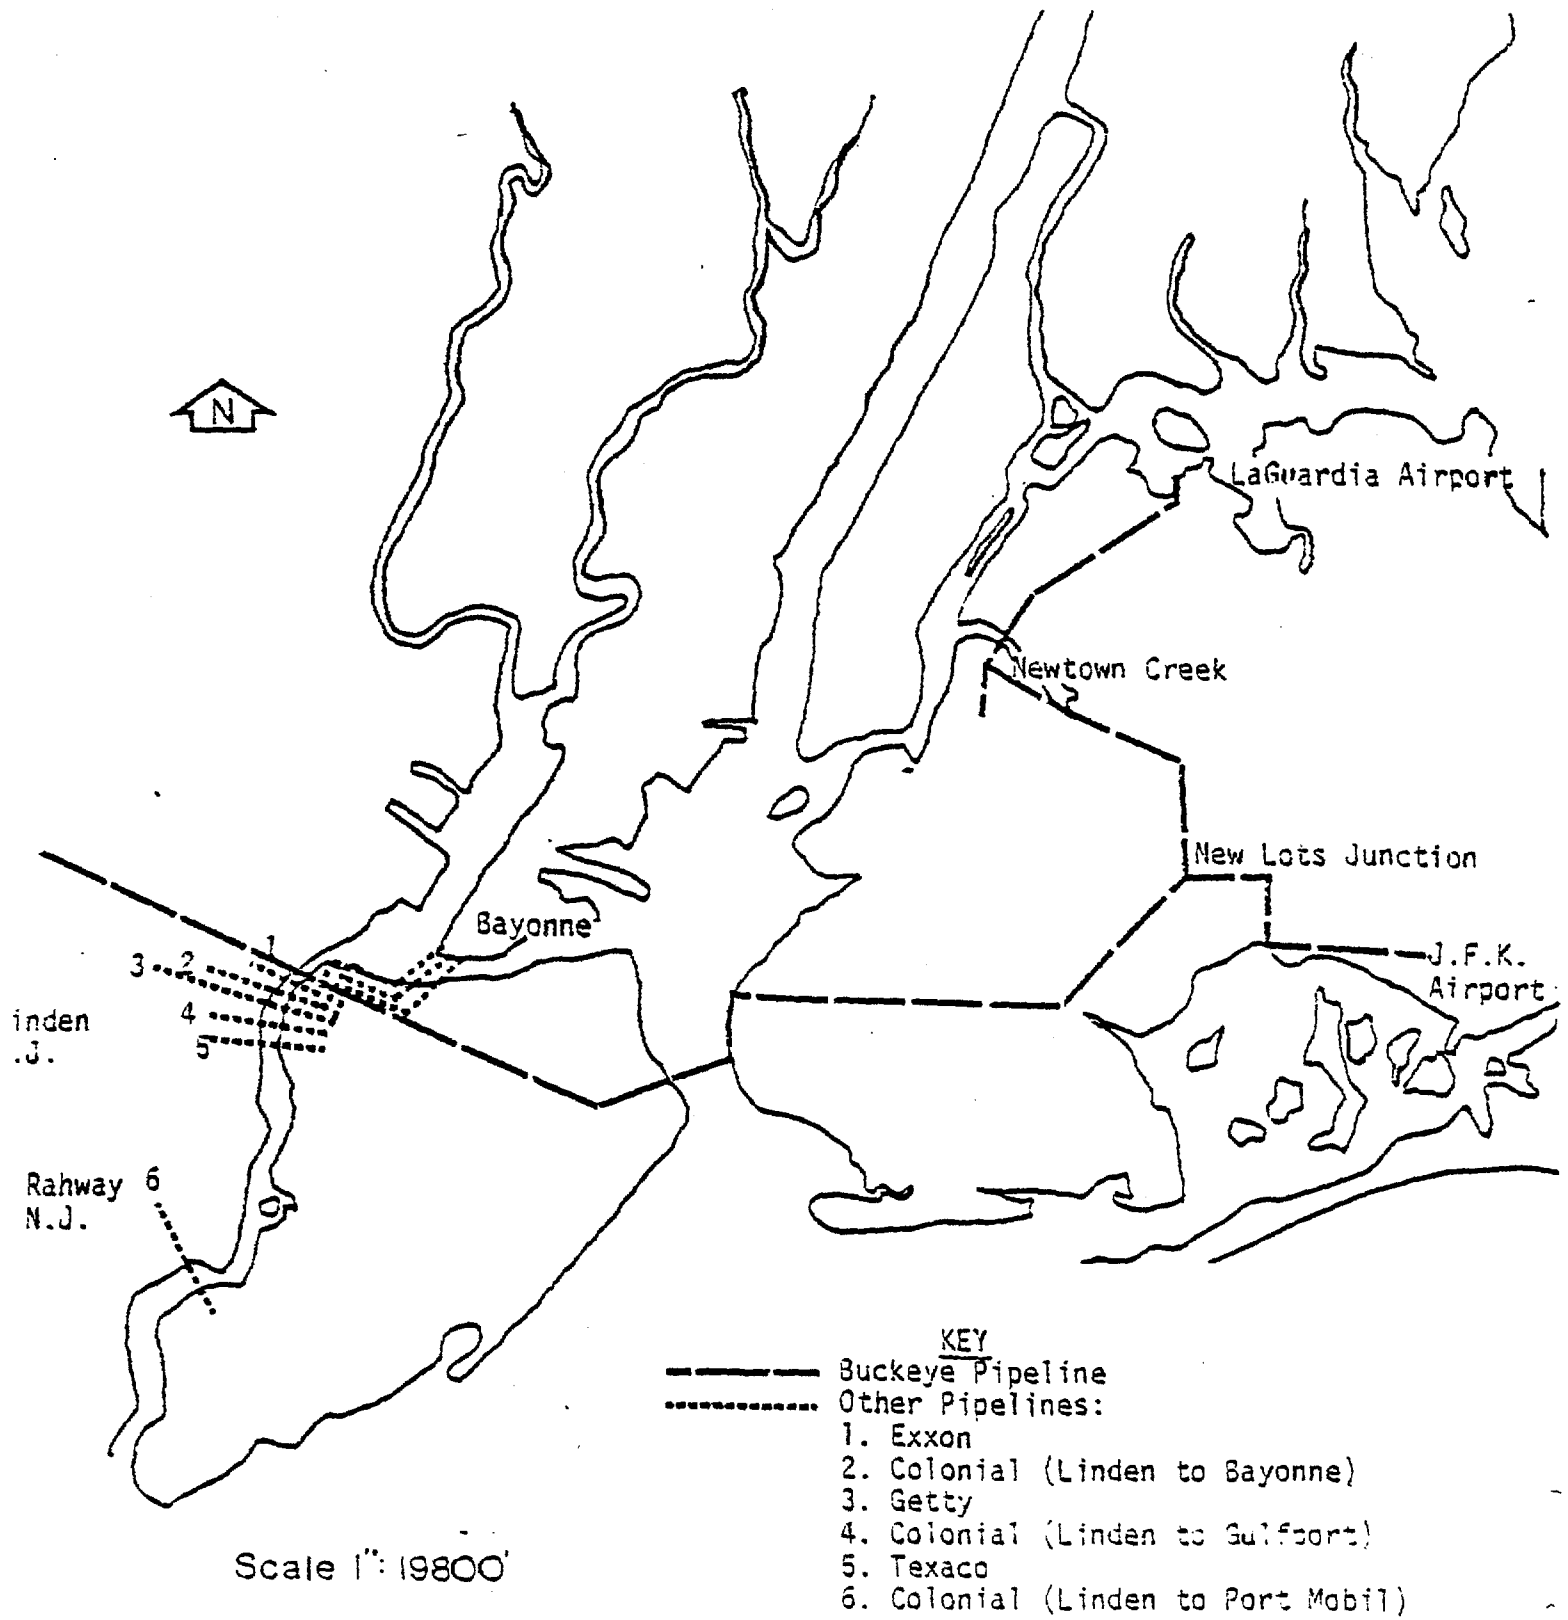 N
LaGuardia Airport
Newtown Creek
New Lots Junction
Bayonne
1
2
3
J.F.K.
Airport
4
inden
.J.
5
6
Rahway
N.J.
KEY
Buckeye Pipeline
Other Pipelines:
1. Exxon
2. Colonial (Linden to Bayonne)
3. Getty
4. Colonial (Linden to Gulfport)
5. Texaco
6. Colonial (Linden to Port Mobil)
Scale 1": 19800'